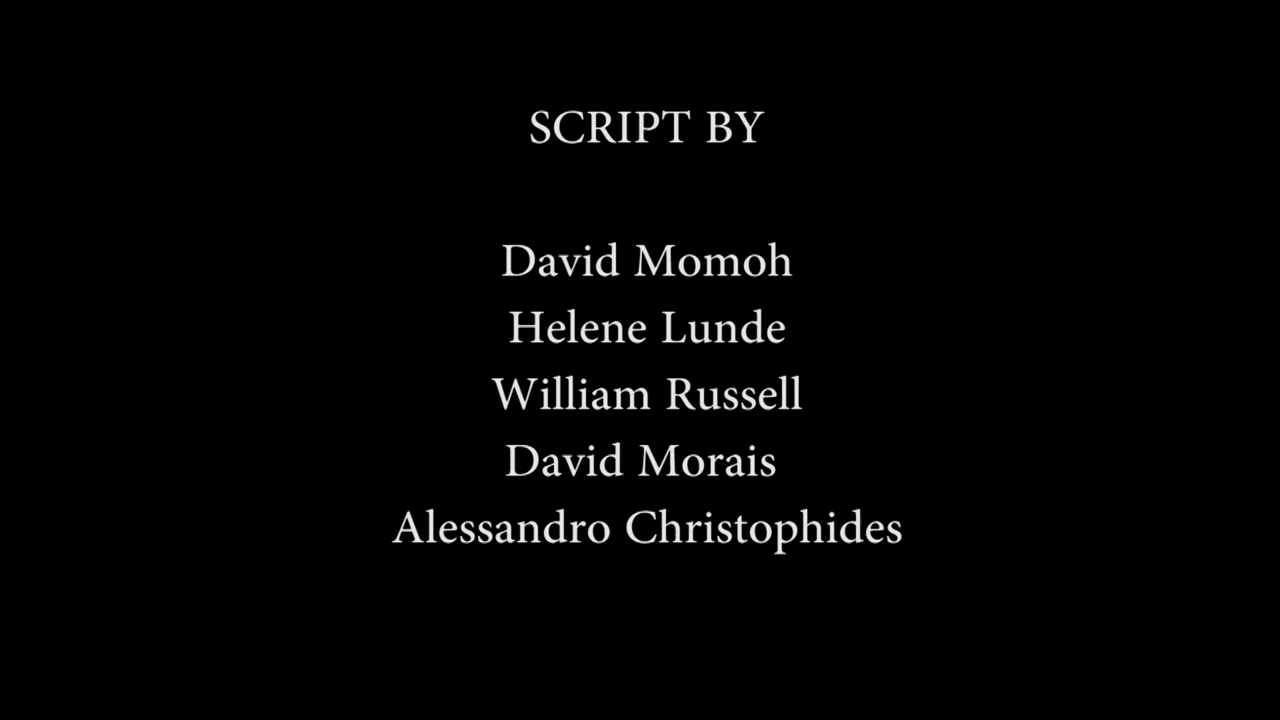 SCRIPT BY
David Momoh
Helene Lunde
William Russell
David Morais
Alessandro Christophides